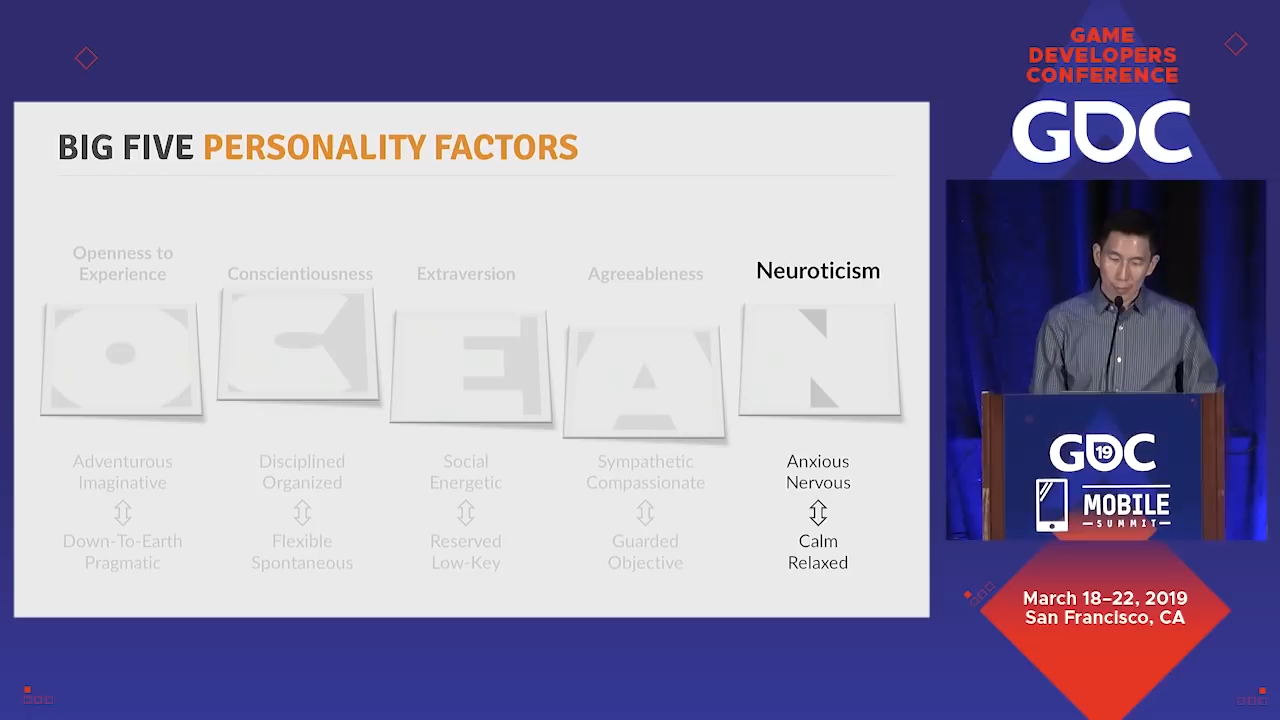 BIG FIVE PERSONALITY FACTORS
Openness to
Experience
Conscientiousness
Extraversion
Agreeableness
Neuroticism
O
C
E
A
N
Adventurous
Imaginative
Disciplined
Organized
Social
Energetic
Sympathetic
Compassionate
Anxious
Nervous
Down-To-Earth
Pragmatic
Flexible
Spontaneous
Reserved
Low-Key
Guarded
Objective
Calm
Relaxed
GAME
DEVELOPERS
CONFERENCE
GDC
GDC
19
MOBILE
SUMMIT
March 18–22, 2019
San Francisco, CA